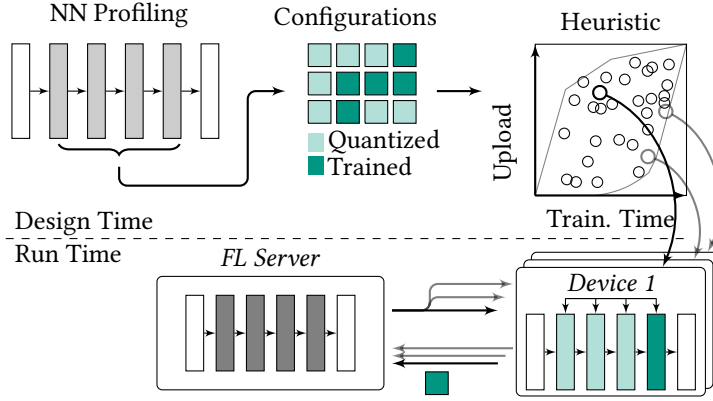 NN Profiling
Configurations
Heuristic
Quantized
Trained
Upload
Train. Time
Design Time
Run Time
FL Server
Device 1